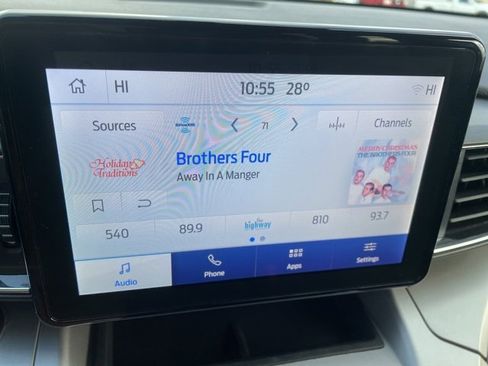 HI 10:55 28° HI
Sources ((SiriusXM)) 71 Channels
Holiday Traditions
Brothers Four
Away In A Manger
MERRY CHRISTMAS
THE BROTHERS FOUR
540 89.9 the highway 810 93.7
Audio Phone Apps Settings